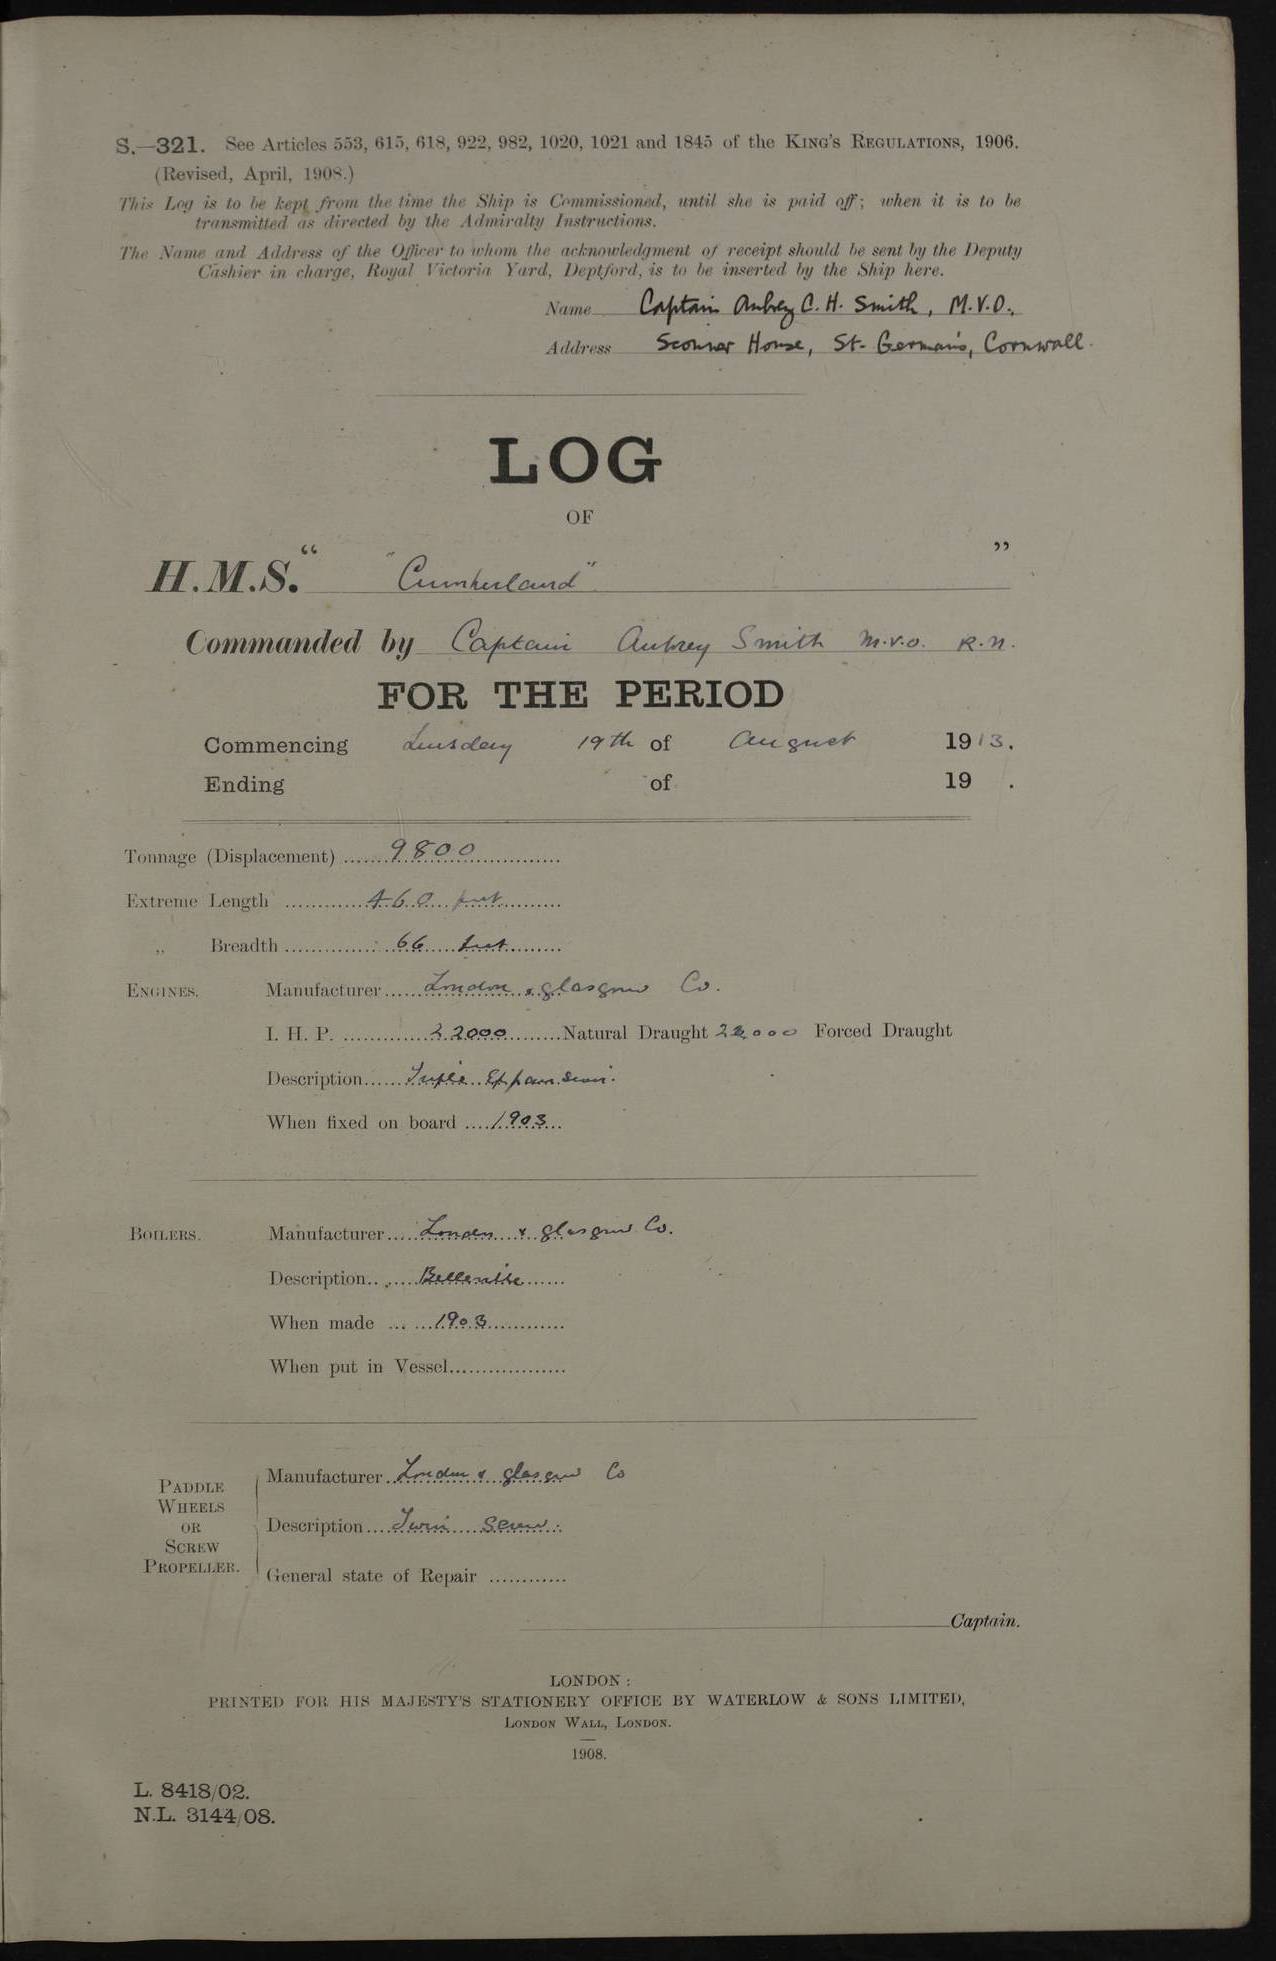 S.—321. See Articles 553, 615, 618, 922, 982, 1020, 1021 and 1845 of the KING'S REGULATIONS, 1906.
(Revised, April, 1908.)
This Log is to be kept from the time the Ship is Commissioned, until she is paid off; when it is to be
transmitted as directed by the Admiralty Instructions.
The Name and Address of the Officer to whom the acknowledgment of receipt should be sent by the Deputy
Cashier in charge, Royal Victoria Yard, Deptford, is to be inserted by the Ship here.
Name Captain Aubrey C. H. Smith, M.V.O.,
Address Sconner House, St. Germans, Cornwall.
LOG
OF
H.M.S. “ "Cumberland" ”
Commanded by Captain Aubrey Smith M.V.O. R.N.
FOR THE PERIOD
Commencing Tuesday 19th of August 1913.
Ending of 19 .
Tonnage (Displacement) 9800
Extreme Length 460 feet
„ Breadth 66 feet
ENGINES. Manufacturer London & Glasgow Co.
I. H. P. 22000 Natural Draught 22000 Forced Draught
Description Triple Expansion.
When fixed on board 1903
BOILERS. Manufacturer London & Glasgow Co.
Description Belleville
When made 1903
When put in Vessel
PADDLE WHEELS OR SCREW PROPELLER.
Manufacturer London & Glasgow Co
Description Twin Screw.
General state of Repair
Captain.
LONDON:
PRINTED FOR HIS MAJESTY'S STATIONERY OFFICE BY WATERLOW & SONS LIMITED,
LONDON WALL, LONDON.
1908.
L. 8418/02.
N.L. 3144/08.